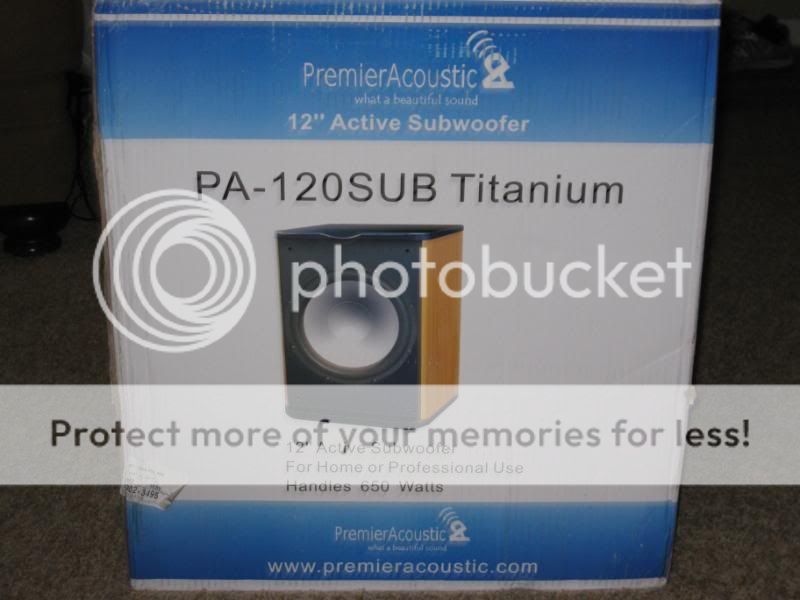 PremierAcoustic
what a beautiful sound
12" Active Subwoofer
PA-120SUB Titanium
photobucket
Protect more of your memories for less!
12" Active Subwoofer
For Home or Professional Use
Handles 650 Watts
PremierAcoustic
what a beautiful sound
www.premieracoustic.com